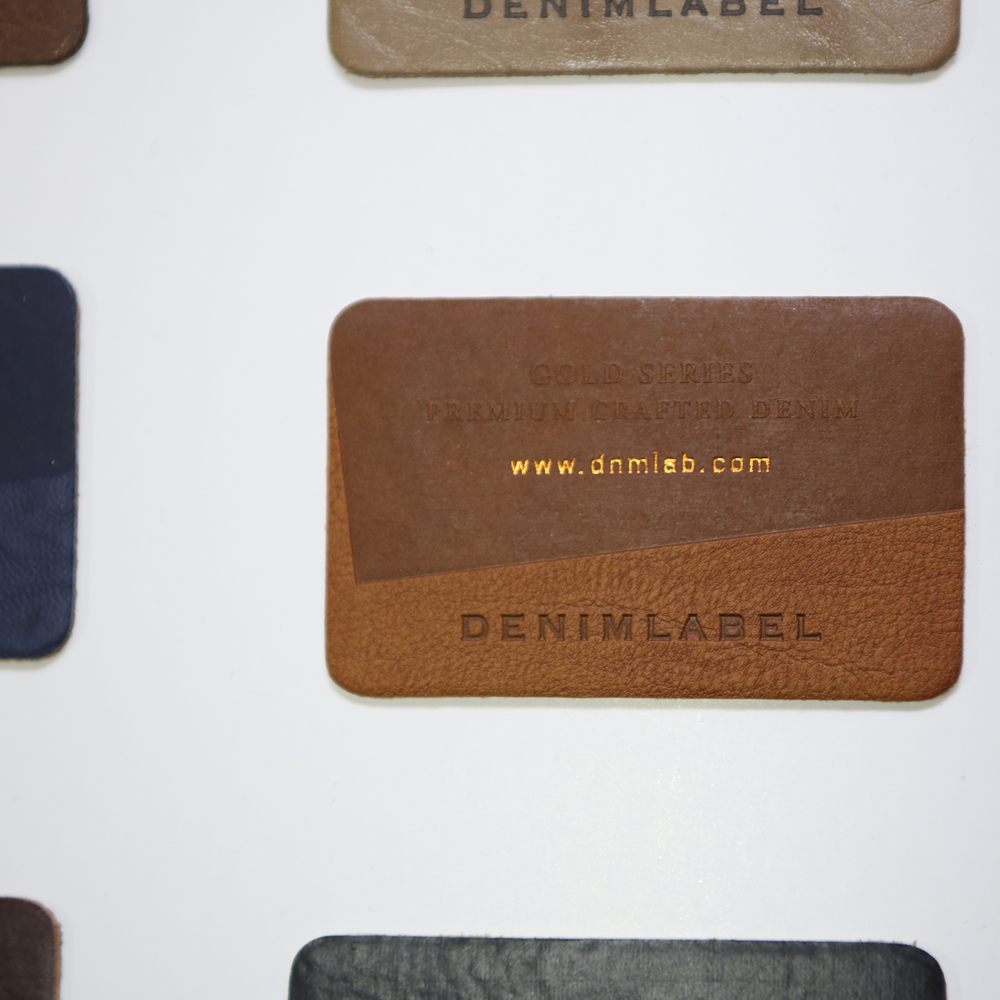 DENIMLABEL
GOLD SERIES
PREMIUM CRAFTED DENIM
www.dnmlab.com
DENIMLABEL